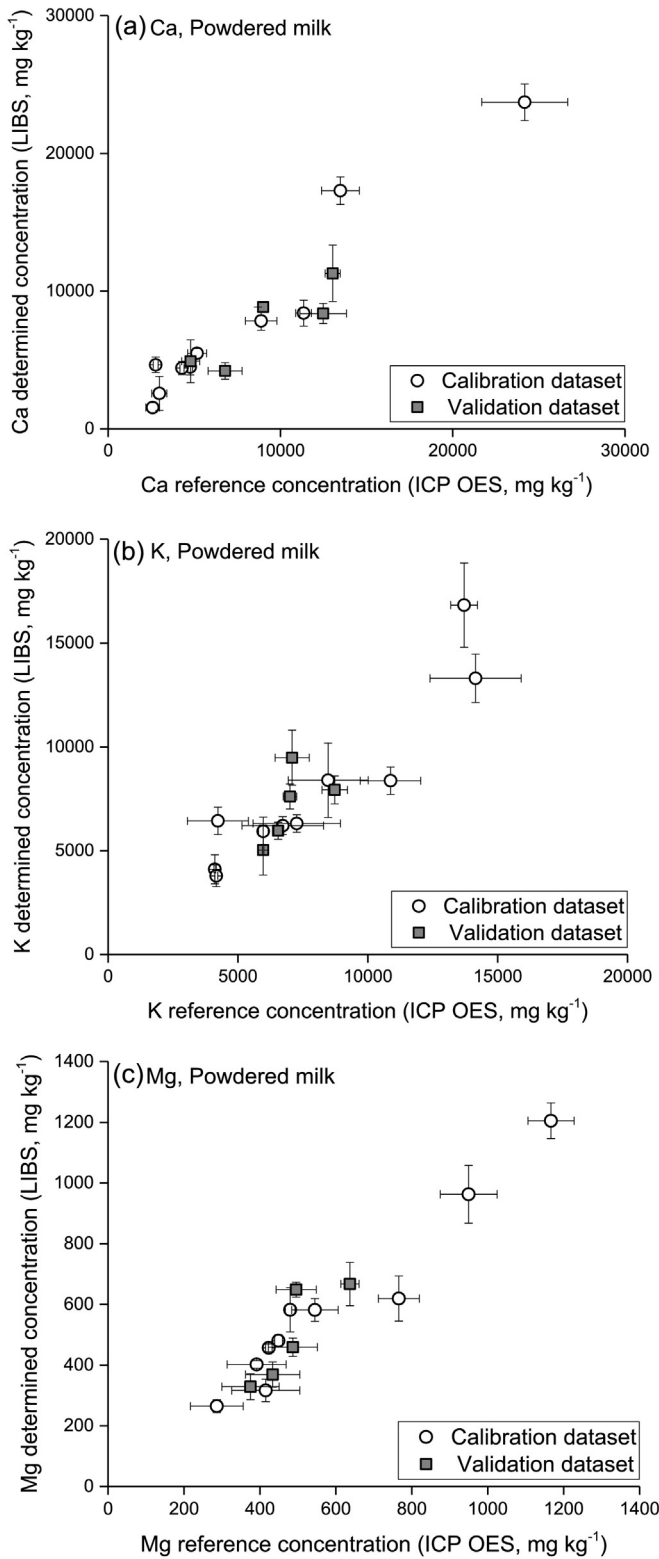 (a) Ca, Powdered milk
30000
20000
10000
0
Ca determined concentration (LIBS, mg kg-1)
Calibration dataset
Validation dataset
0 10000 20000 30000
Ca reference concentration (ICP OES, mg kg-1)
(b) K, Powdered milk
20000
15000
10000
5000
0
K determined concentration (LIBS, mg kg-1)
Calibration dataset
Validation dataset
0 5000 10000 15000 20000
K reference concentration (ICP OES, mg kg-1)
(c) Mg, Powdered milk
1400
1200
1000
800
600
400
200
0
Mg determined concentration (LIBS, mg kg-1)
Calibration dataset
Validation dataset
0 200 400 600 800 1000 1200 1400
Mg reference concentration (ICP OES, mg kg-1)